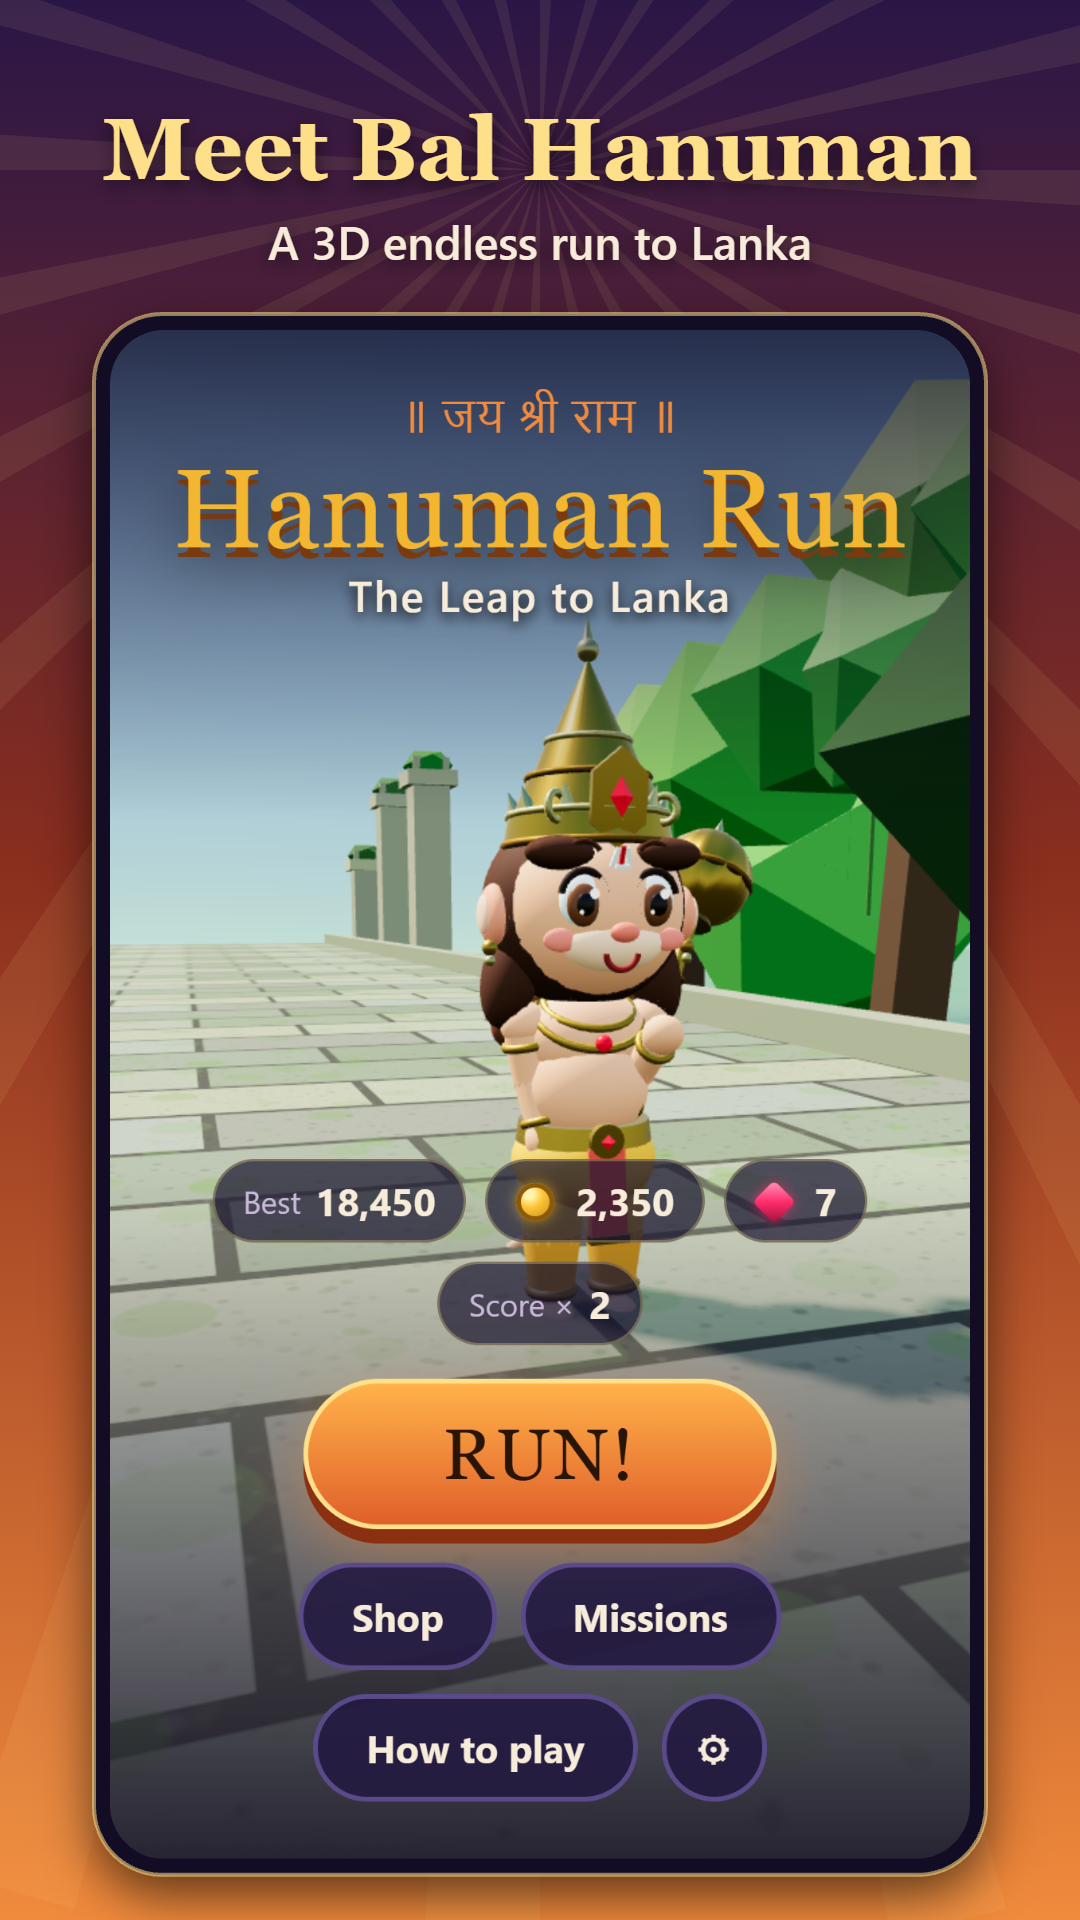 Meet Bal Hanuman
A 3D endless run to Lanka
॥ जय श्री राम ॥
Hanuman Run
The Leap to Lanka
Best 18,450 2,350 7
Score × 2
RUN!
Shop Missions
How to play